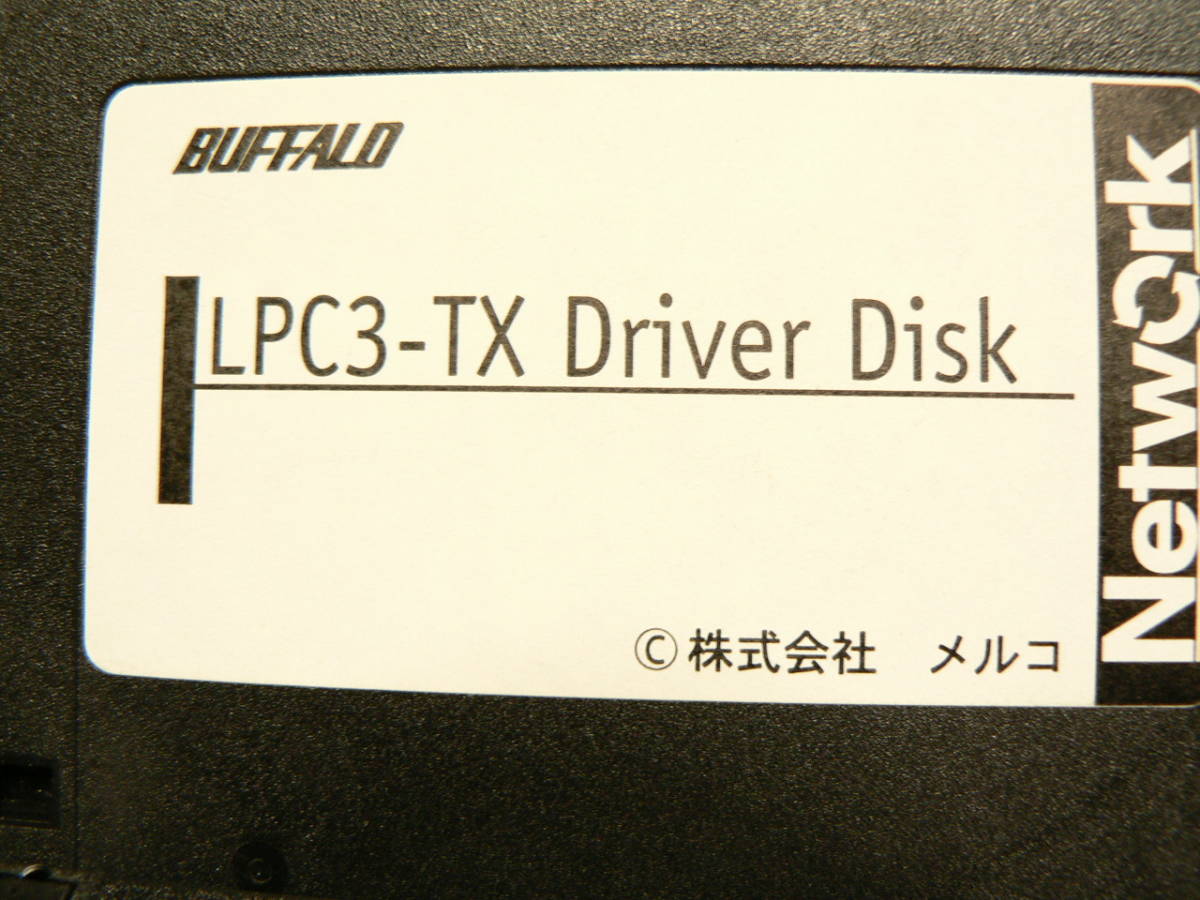 BUFFALO
LPC3-TX Driver Disk
©株式会社　メルコ
Network